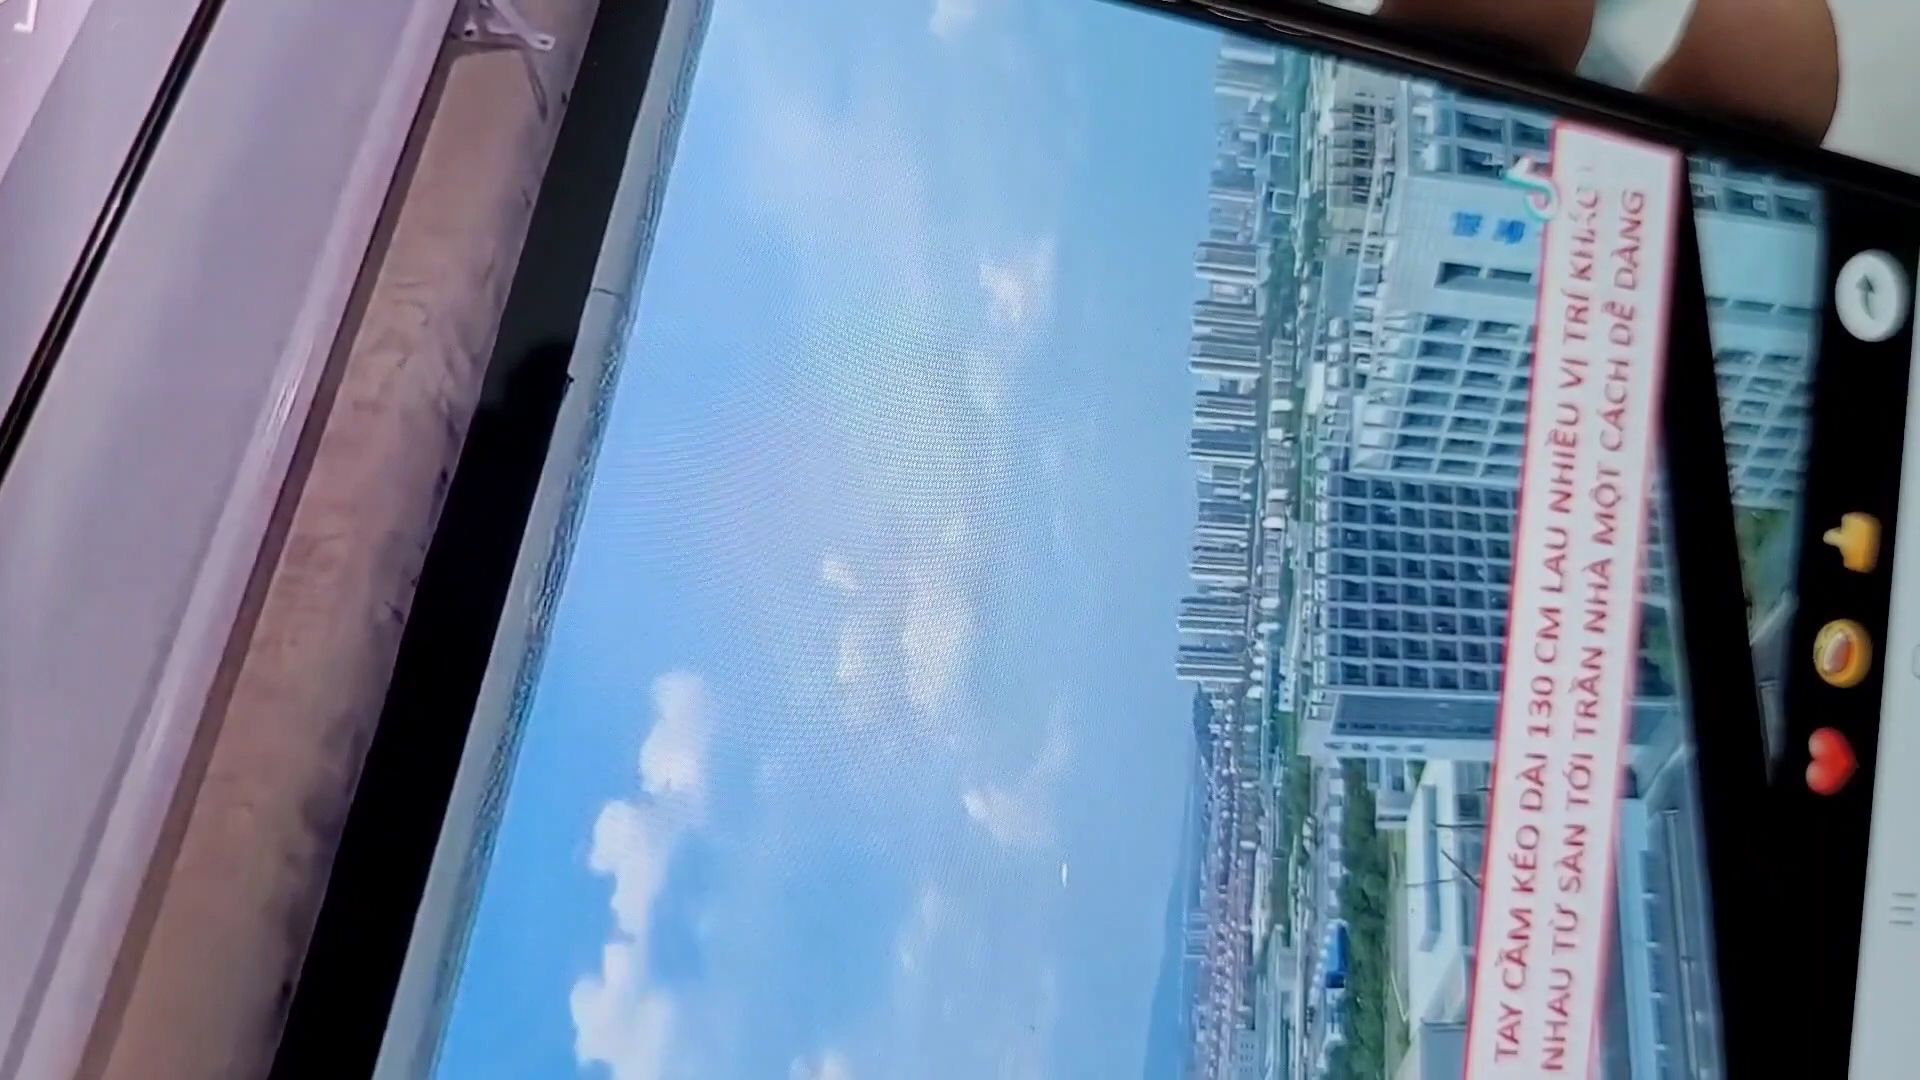 TAY CẦM KÉO DÀI 130 CM LAU NHIỀU VỊ TRÍ KHÁC
NHAU TỪ SÀN TỚI TRẦN NHÀ MỘT CÁCH DỄ DÀNG